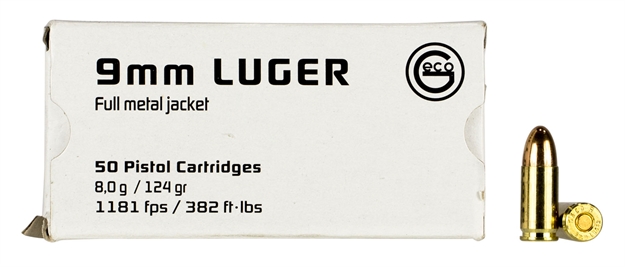 9mm LUGER
Full metal jacket
Geco
50 Pistol Cartridges
8,0 g / 124 gr
1181 fps / 382 ft·lbs